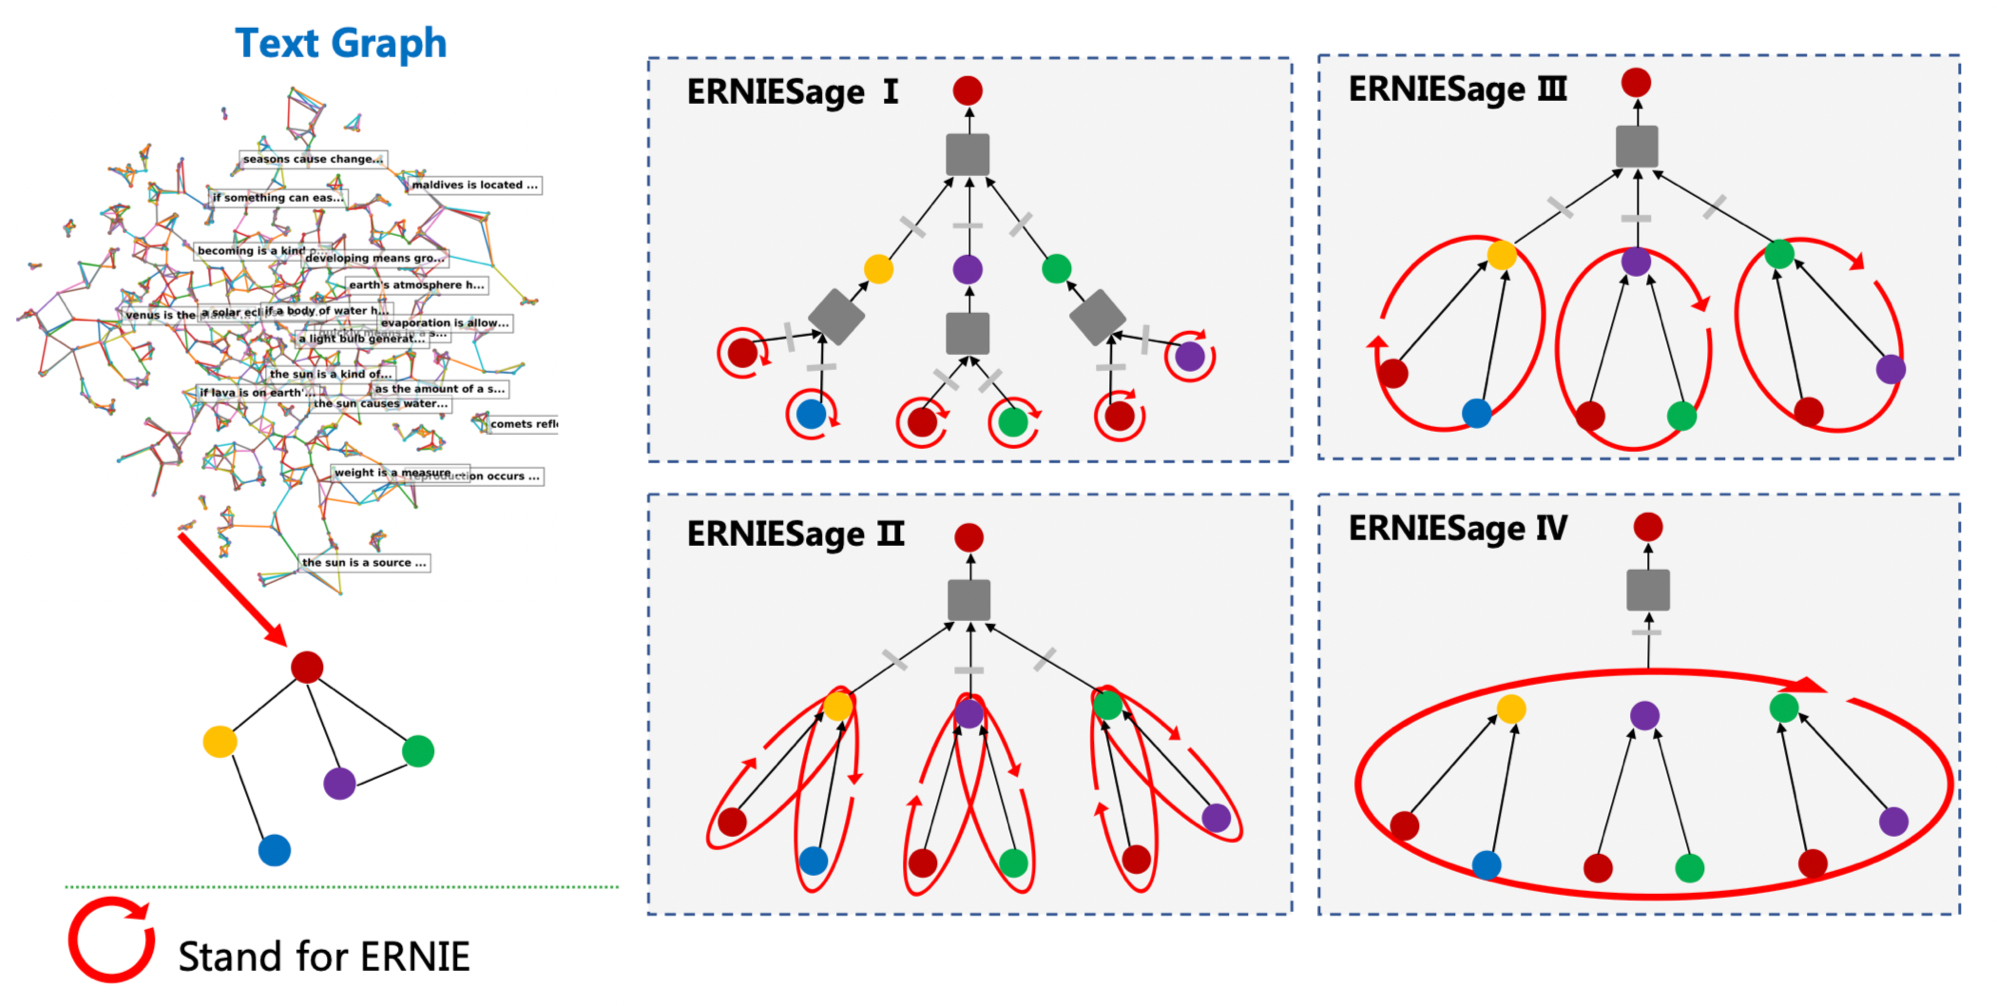 Text Graph
seasons cause change...
maldives is located ...
if something can eas...
becoming is a kind
developing means gro...
earth's atmosphere h...
venus is the
a solar ecl
if a body of water h...
evaporation is allow...
a light bulb generat...
the sun is a kind of...
as the amount of a s...
if lava is on earth'...
the sun causes water...
comets refl
weight is a measure ...
reproduction occurs ...
the sun is a source ...
Stand for ERNIE
ERNIESage I
ERNIESage III
ERNIESage II
ERNIESage IV